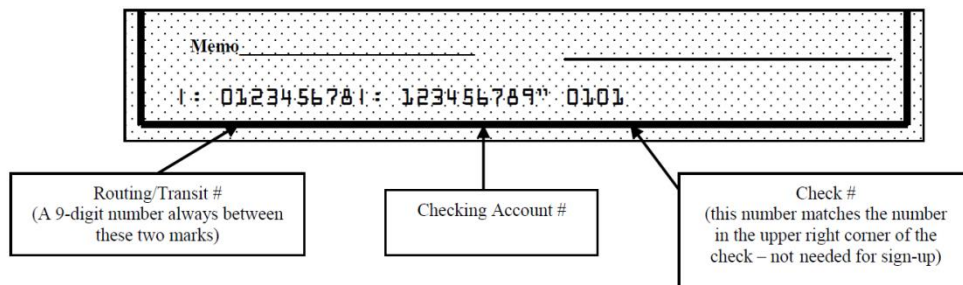 Memo
|: 012345678|: 123456789" 0101
Routing/Transit #
(A 9-digit number always between
these two marks)
Checking Account #
Check #
(this number matches the number
in the upper right corner of the
check – not needed for sign-up)